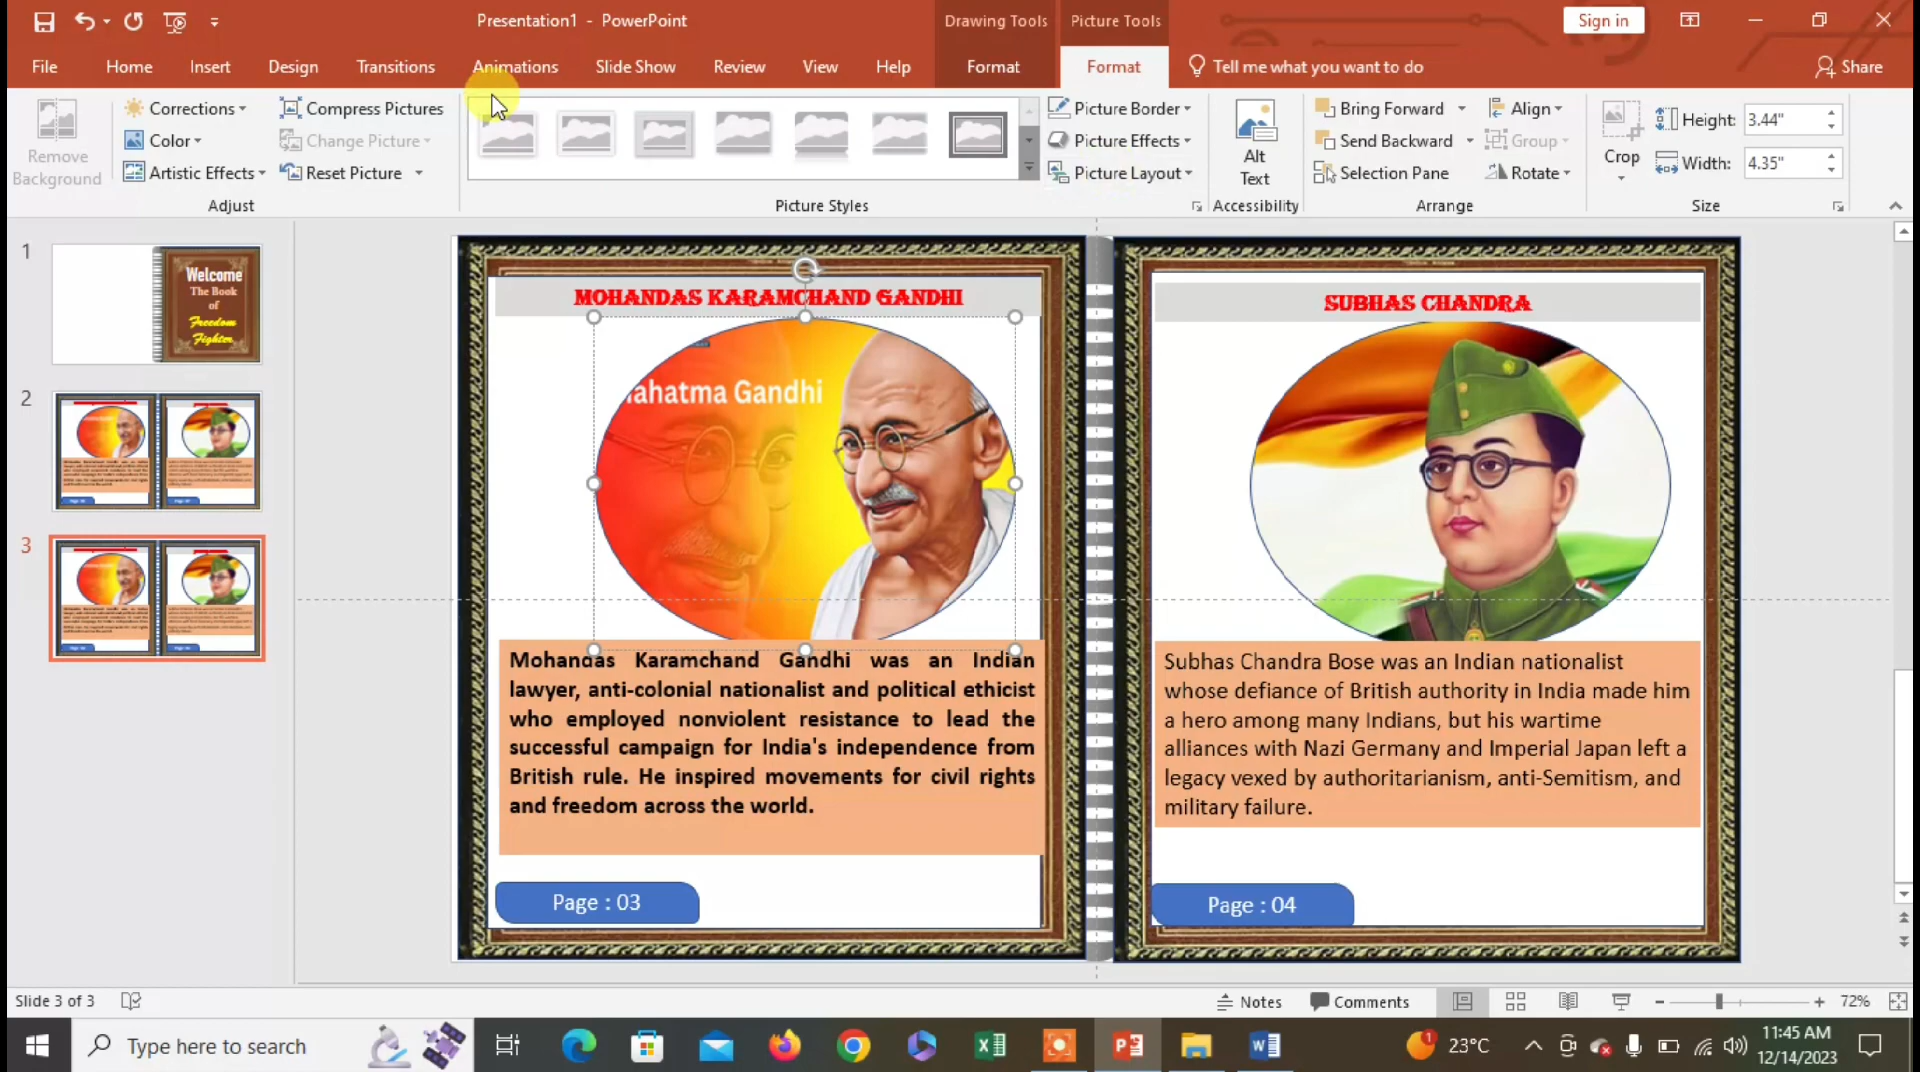 Presentation1 - PowerPoint
Drawing Tools
Picture Tools
Sign in
File
Home
Insert
Design
Transitions
Animations
Slide Show
Review
View
Help
Format
Format
Tell me what you want to do
Share
Remove Background
Corrections
Color
Artistic Effects
Compress Pictures
Change Picture
Reset Picture
Adjust
Picture Styles
Picture Border
Picture Effects
Picture Layout
Alt Text
Accessibility
Bring Forward
Send Backward
Selection Pane
Align
Group
Rotate
Arrange
Crop
Height: 3.44"
Width: 4.35"
Size
1
Welcome
The Book
of
Freedom
Fighter
2
3
MOHANDAS KARAMCHAND GANDHI
ahatma Gandhi
Mohandas Karamchand Gandhi was an Indian
lawyer, anti-colonial nationalist and political ethicist
who employed nonviolent resistance to lead the
successful campaign for India's independence from
British rule. He inspired movements for civil rights
and freedom across the world.
Page : 03
SUBHAS CHANDRA
Subhas Chandra Bose was an Indian nationalist
whose defiance of British authority in India made him
a hero among many Indians, but his wartime
alliances with Nazi Germany and Imperial Japan left a
legacy vexed by authoritarianism, anti-Semitism, and
military failure.
Page : 04
Slide 3 of 3
Notes
Comments
72%
Type here to search
1
23°C
11:45 AM
12/14/2023